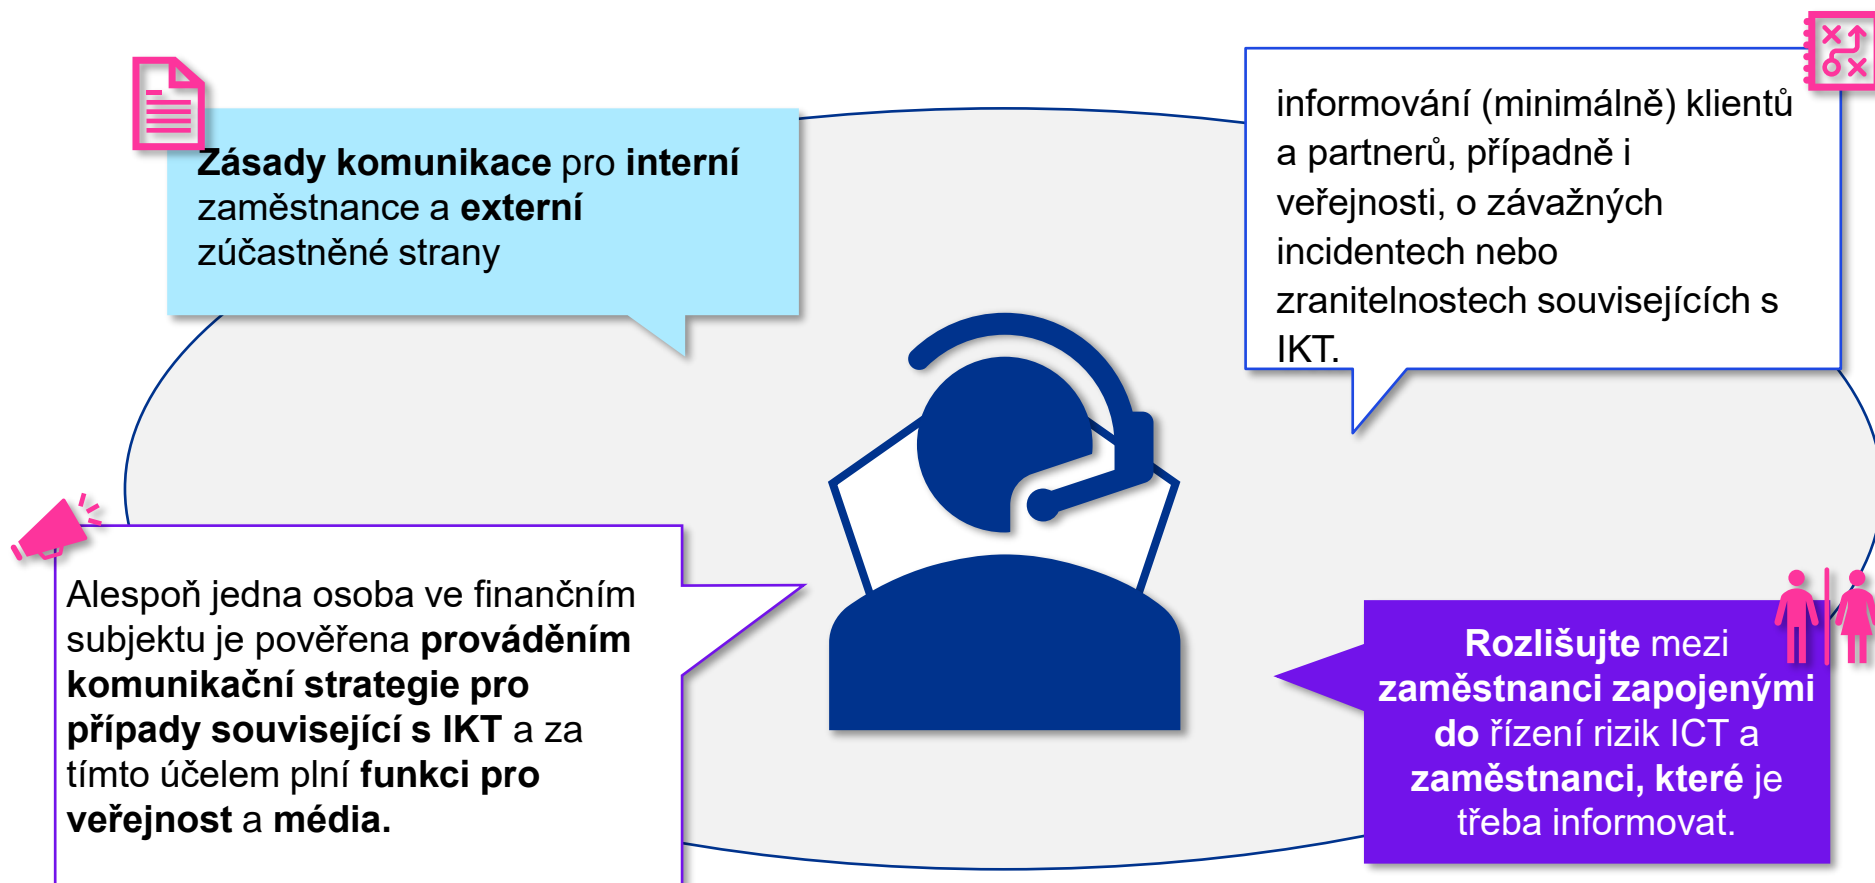 Zásady komunikace pro interní
zaměstnance a externí
zúčastněné strany
informování (minimálně) klientů
a partnerů, případně i
veřejnosti, o závažných
incidentech nebo
zranitelnostech souvisejících s
IKT.
Alespoň jedna osoba ve finančním
subjektu je pověřena prováděním
komunikační strategie pro
případy související s IKT a za
tímto účelem plní funkci pro
veřejnost a média.
Rozlišujte mezi
zaměstnanci zapojenými
do řízení rizik ICT a
zaměstnanci, které je
třeba informovat.